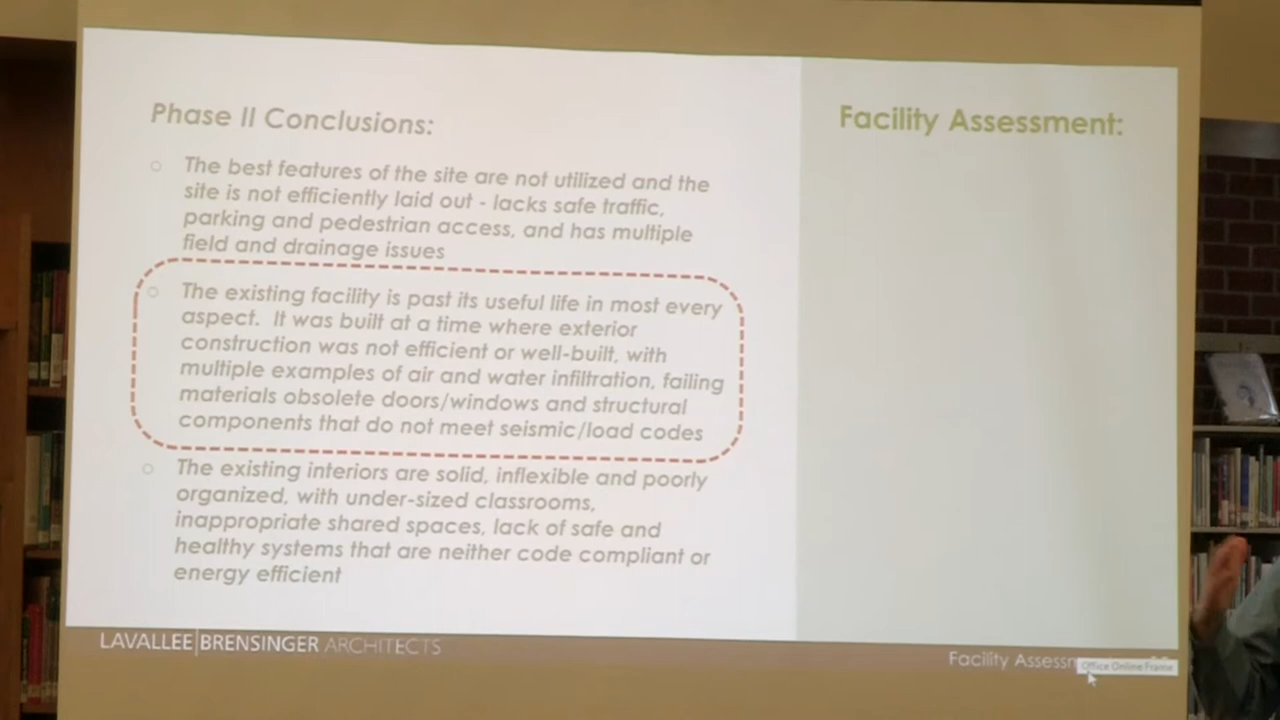 Phase II Conclusions:
The best features of the site are not utilized and the
site is not efficiently laid out - lacks safe traffic,
parking and pedestrian access, and has multiple
field and drainage issues
The existing facility is past its useful life in most every
aspect. It was built at a time where exterior
construction was not efficient or well-built, with
multiple examples of air and water infiltration, failing
materials obsolete doors/windows and structural
components that do not meet seismic/load codes
The existing interiors are solid, inflexible and poorly
organized, with under-sized classrooms,
inappropriate shared spaces, lack of safe and
healthy systems that are neither code compliant or
energy efficient
Facility Assessment:
LAVALLEE|BRENSINGER ARCHITECTS
Facility
Office Online Frame